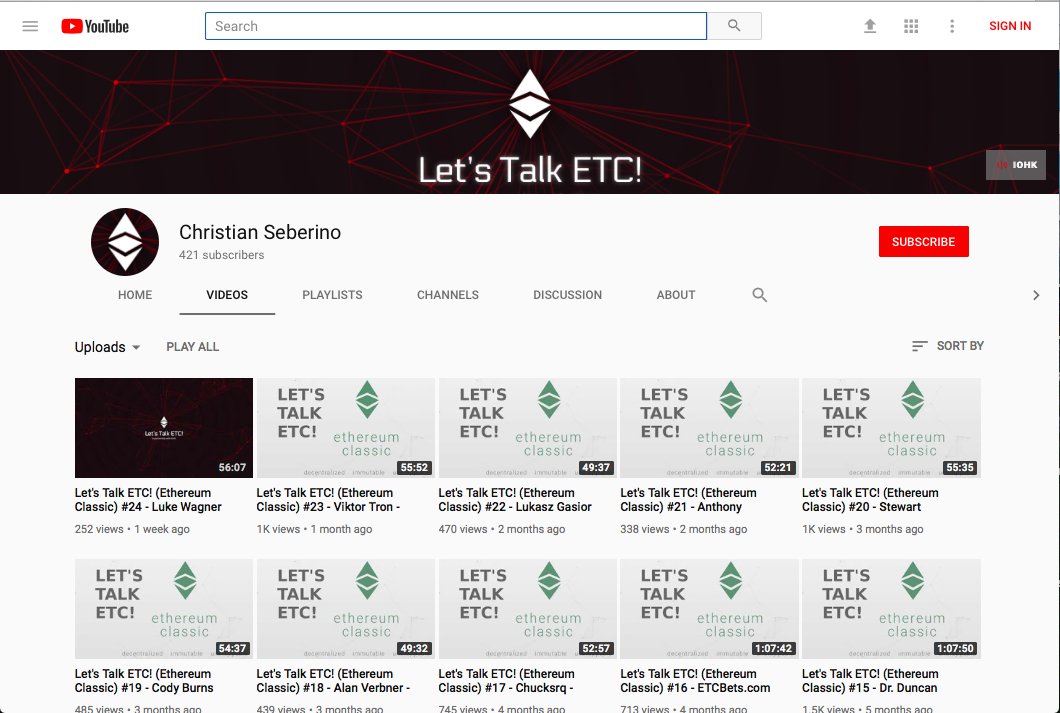 YouTube
Search
SIGN IN
Let's Talk ETC!
IOHK
Christian Seberino
421 subscribers
SUBSCRIBE
HOME VIDEOS PLAYLISTS CHANNELS DISCUSSION ABOUT
Uploads PLAY ALL SORT BY
Let's Talk ETC!
56:07
Let's Talk ETC! (Ethereum
Classic) #24 - Luke Wagner
252 views • 1 week ago
LET'S
TALK
ETC!
ethereum
classic
decentralized immutable
55:52
Let's Talk ETC! (Ethereum
Classic) #23 - Viktor Tron -
1K views • 1 month ago
LET'S
TALK
ETC!
ethereum
classic
decentralized immutable
49:37
Let's Talk ETC! (Ethereum
Classic) #22 - Lukasz Gasior
470 views • 2 months ago
LET'S
TALK
ETC!
ethereum
classic
decentralized immutable
52:21
Let's Talk ETC! (Ethereum
Classic) #21 - Anthony
338 views • 2 months ago
LET'S
TALK
ETC!
ethereum
classic
decentralized immutable
55:35
Let's Talk ETC! (Ethereum
Classic) #20 - Stewart
1K views • 3 months ago
LET'S
TALK
ETC!
ethereum
classic
decentralized immutable
54:37
Let's Talk ETC! (Ethereum
Classic) #19 - Cody Burns
485 views • 3 months ago
LET'S
TALK
ETC!
ethereum
classic
decentralized immutable
49:32
Let's Talk ETC! (Ethereum
Classic) #18 - Alan Verbner -
439 views • 3 months ago
LET'S
TALK
ETC!
ethereum
classic
decentralized immutable
52:57
Let's Talk ETC! (Ethereum
Classic) #17 - Chucksrq -
745 views • 4 months ago
LET'S
TALK
ETC!
ethereum
classic
decentralized immutable
1:07:42
Let's Talk ETC! (Ethereum
Classic) #16 - ETCBets.com
713 views • 4 months ago
LET'S
TALK
ETC!
ethereum
classic
decentralized immutable
1:07:50
Let's Talk ETC! (Ethereum
Classic) #15 - Dr. Duncan
1.5K views • 5 months ago